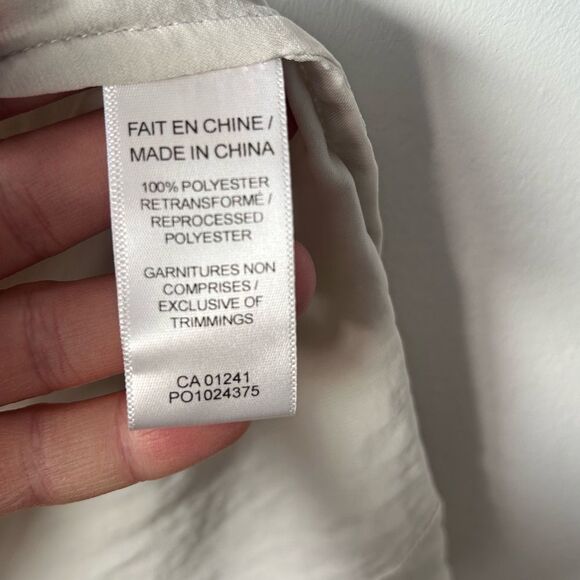 FAIT EN CHINE /
MADE IN CHINA
100% POLYESTER
RETRANSFORMÉ /
REPROCESSED
POLYESTER
GARNITURES NON
COMPRISES /
EXCLUSIVE OF
TRIMMINGS
CA 01241
PO1024375